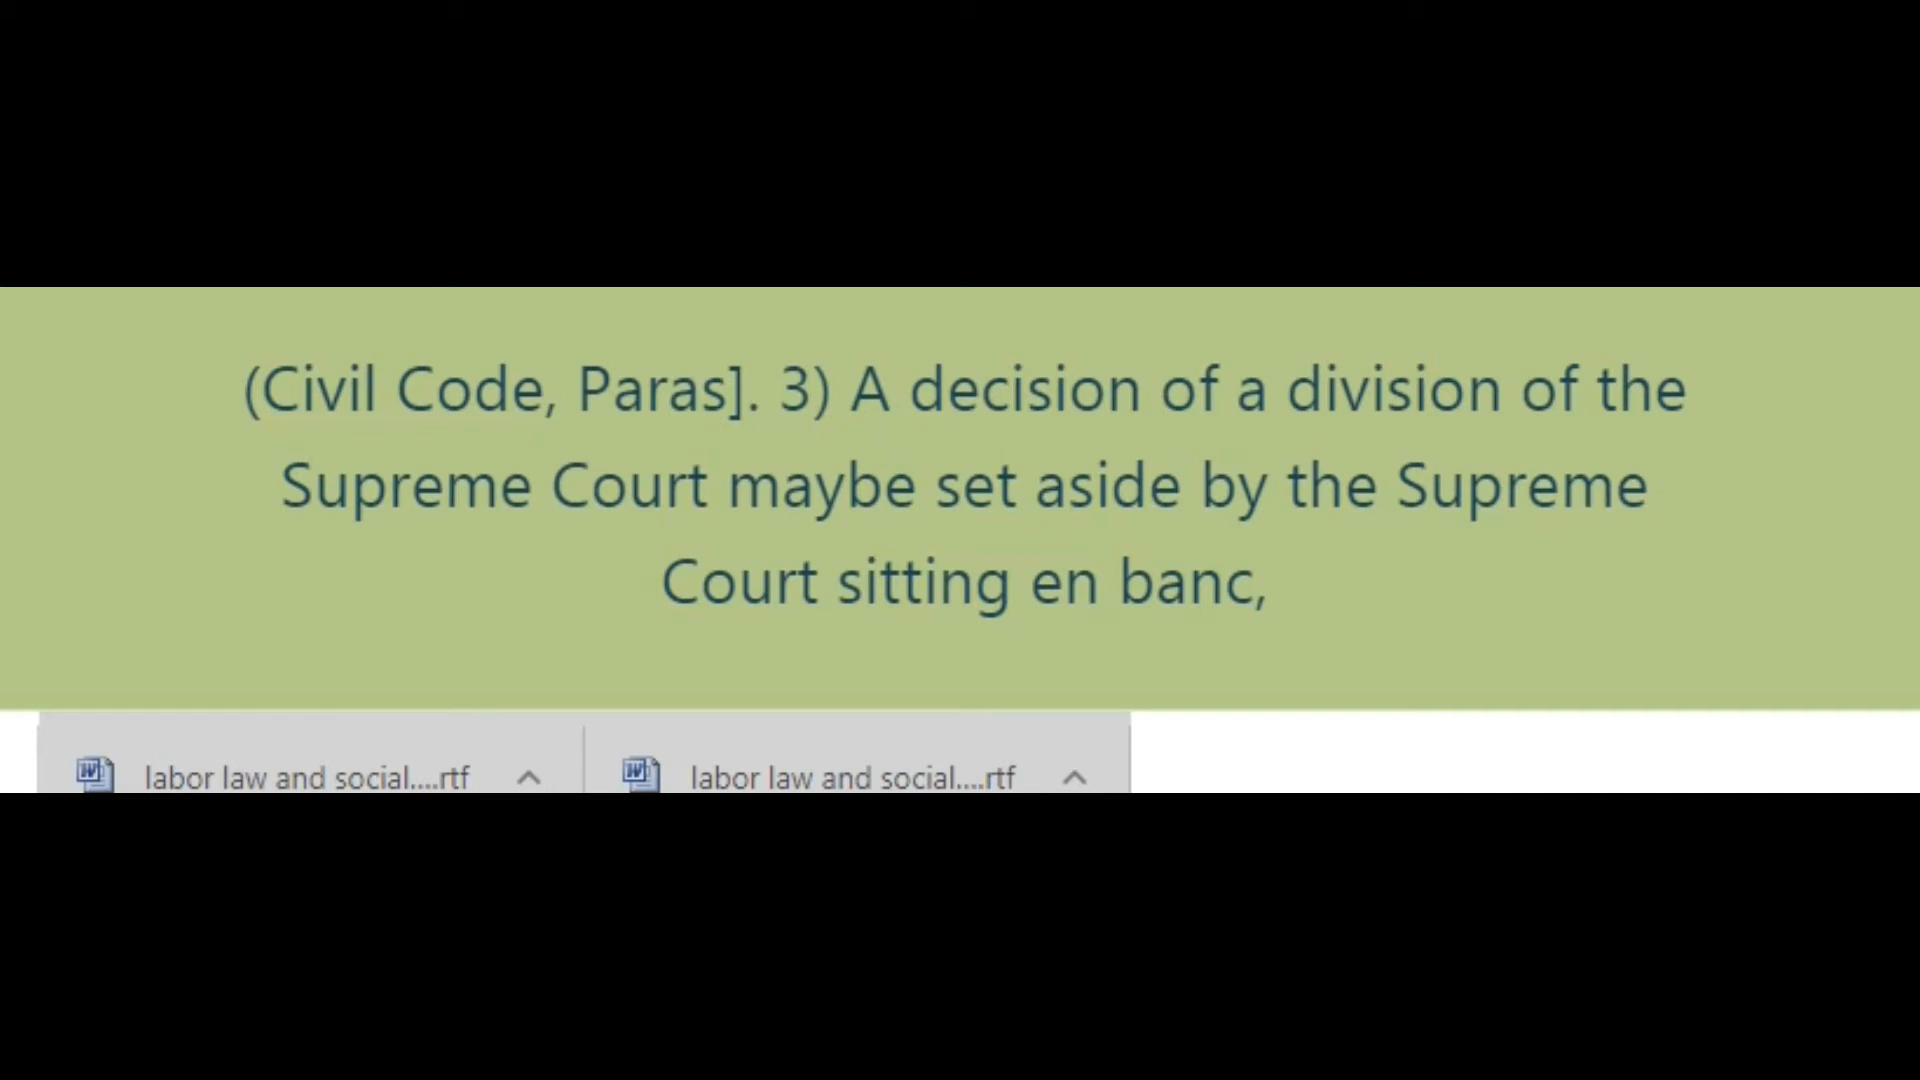 (Civil Code, Paras]. 3) A decision of a division of the
Supreme Court maybe set aside by the Supreme
Court sitting en banc,
labor law and social....rtf
labor law and social....rtf